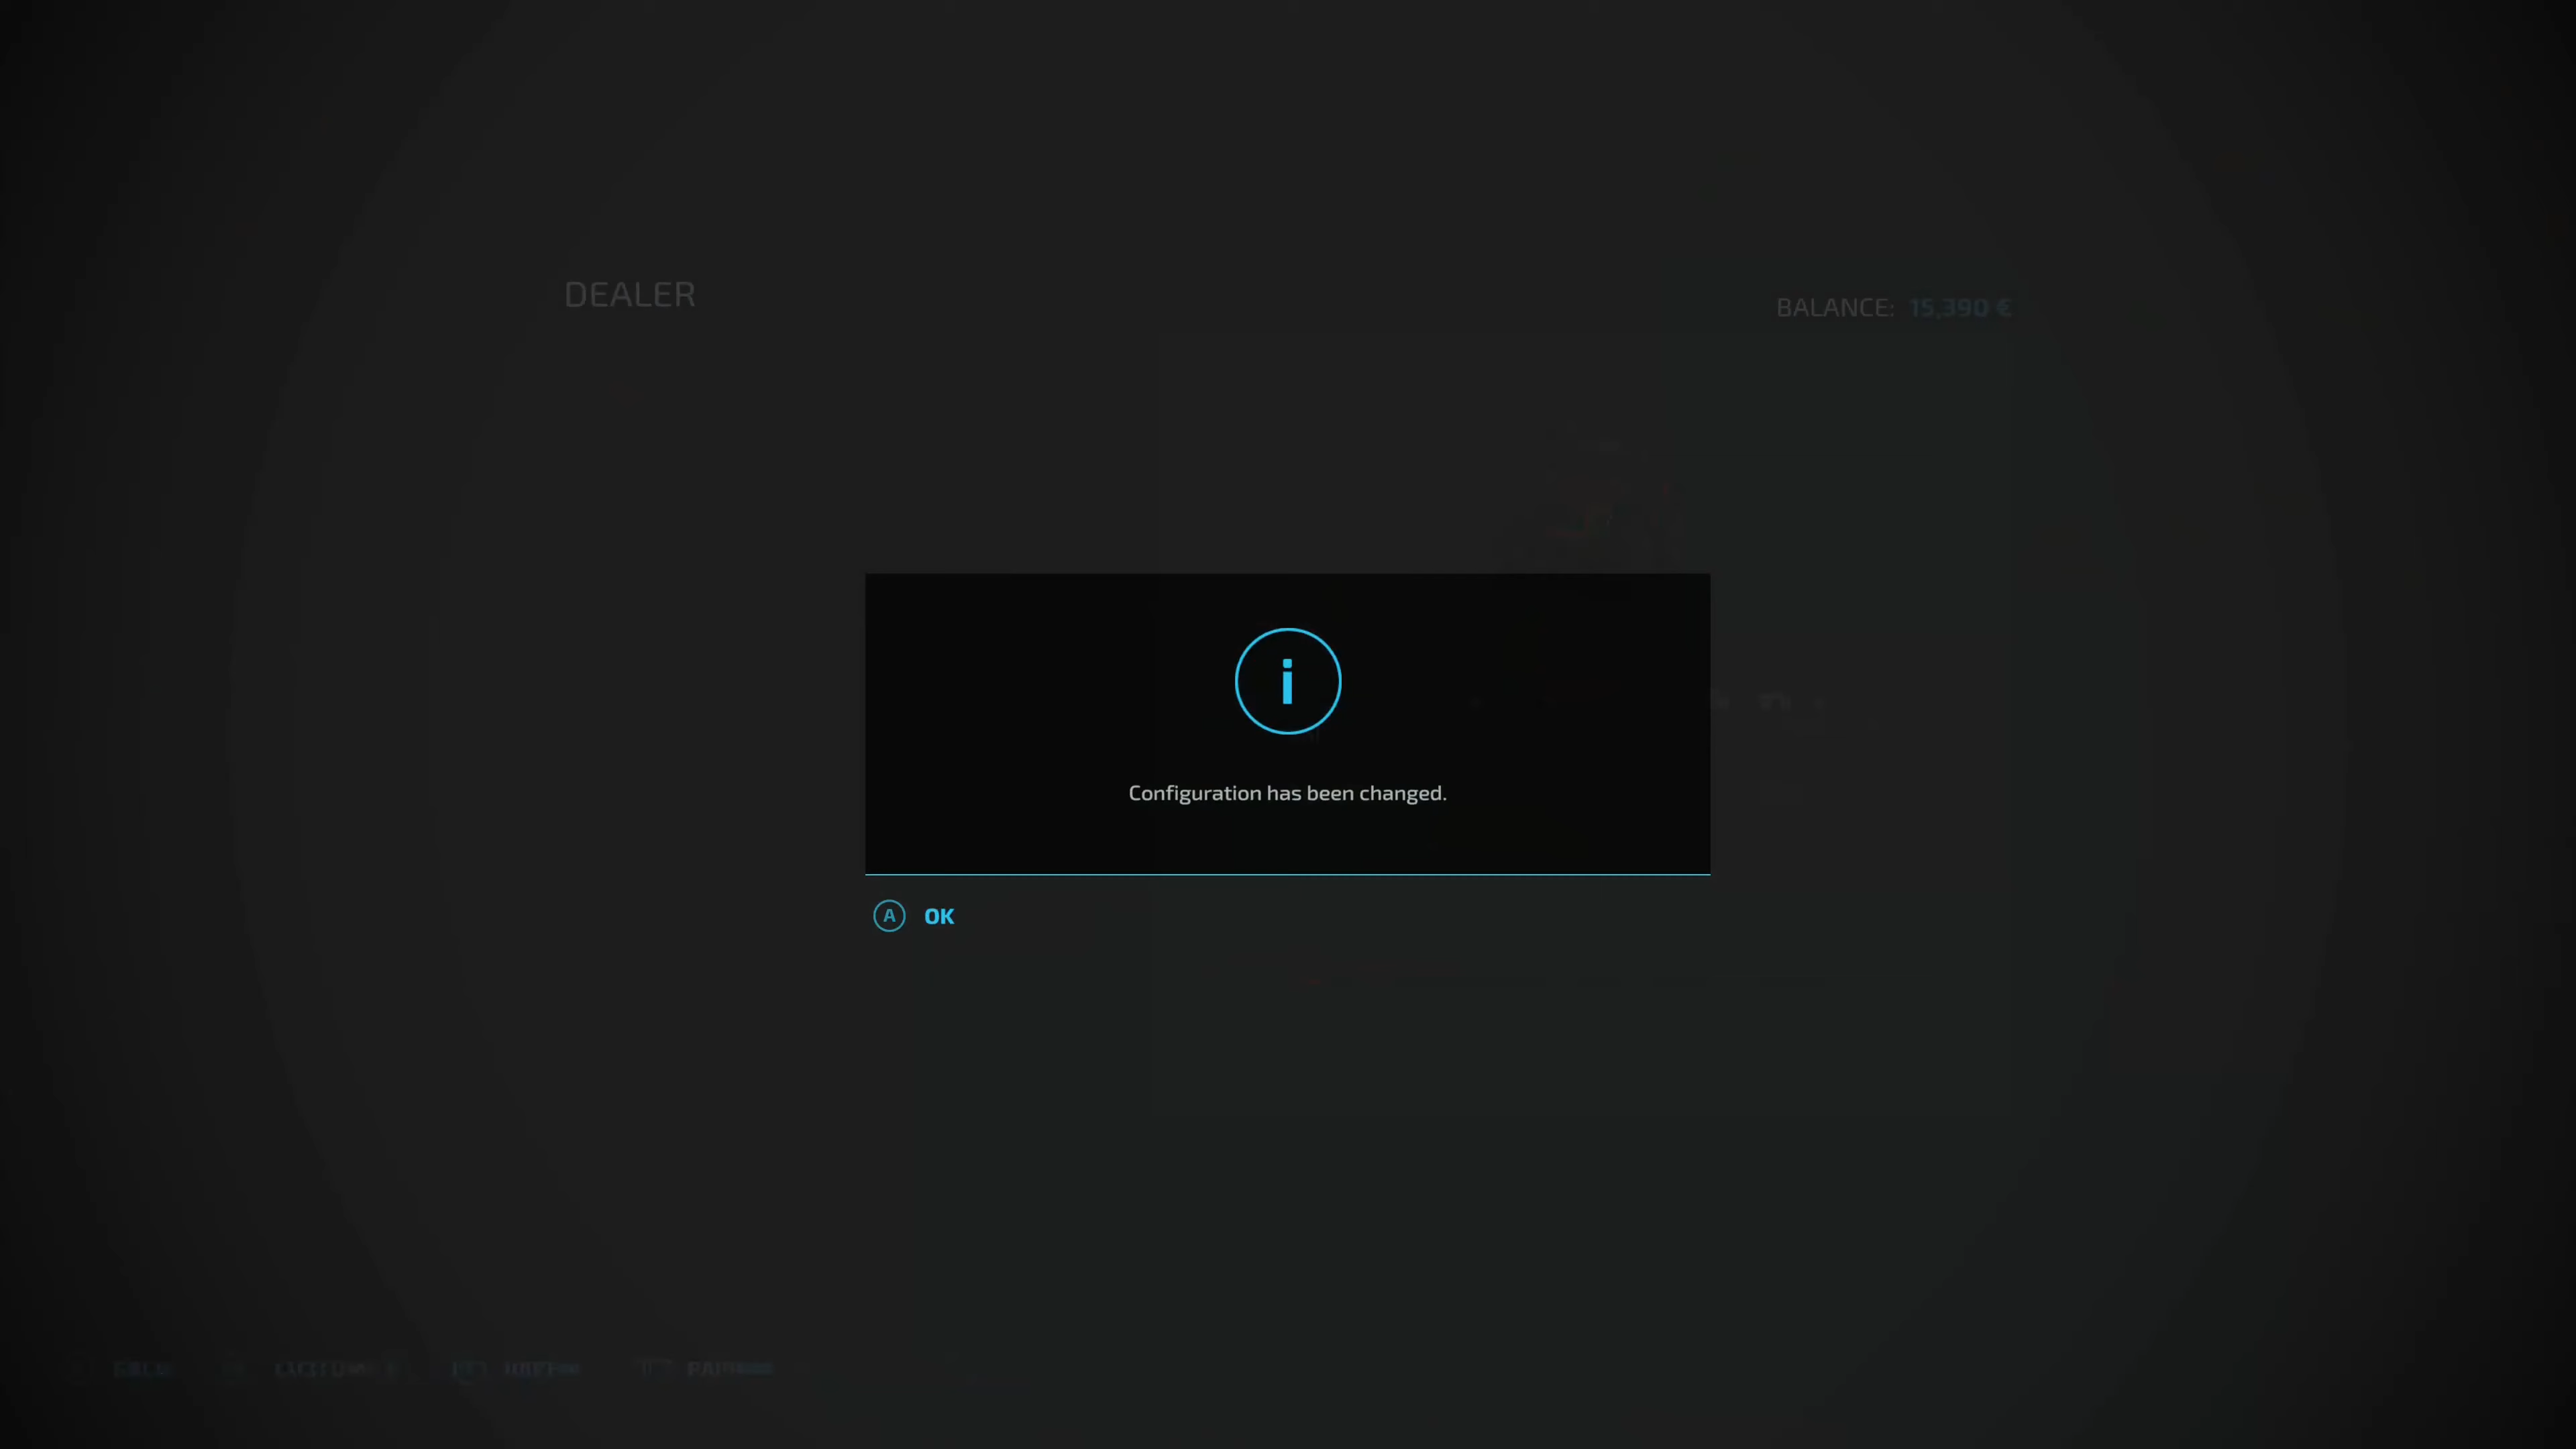 DEALER
BALANCE: 15,390 €
i
Configuration has been changed.
A OK